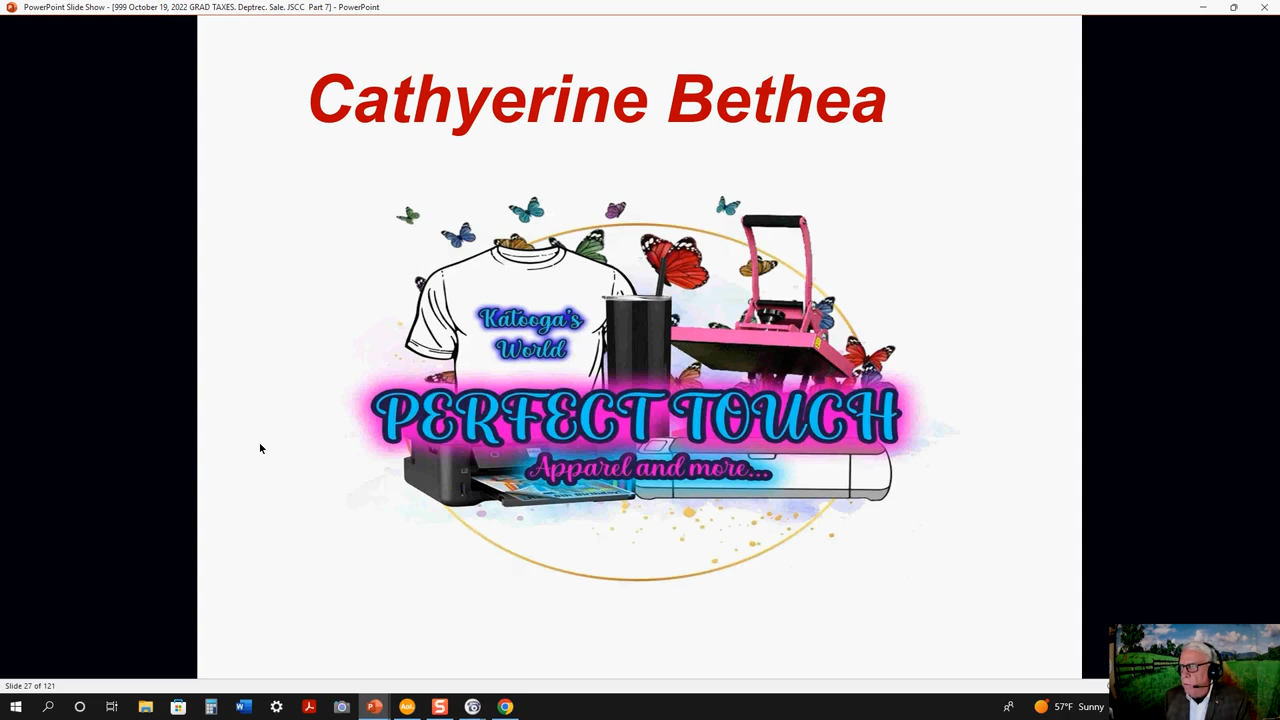 PowerPoint Slide Show - [999 October 19, 2022 GRAD TAXES. Deptrec. Sale. JSCC Part 7] - PowerPoint
Cathyerine Bethea
Katooga's
World
PERFECT TOUCH
Apparel and more...
Slide 27 of 121
57°F Sunny